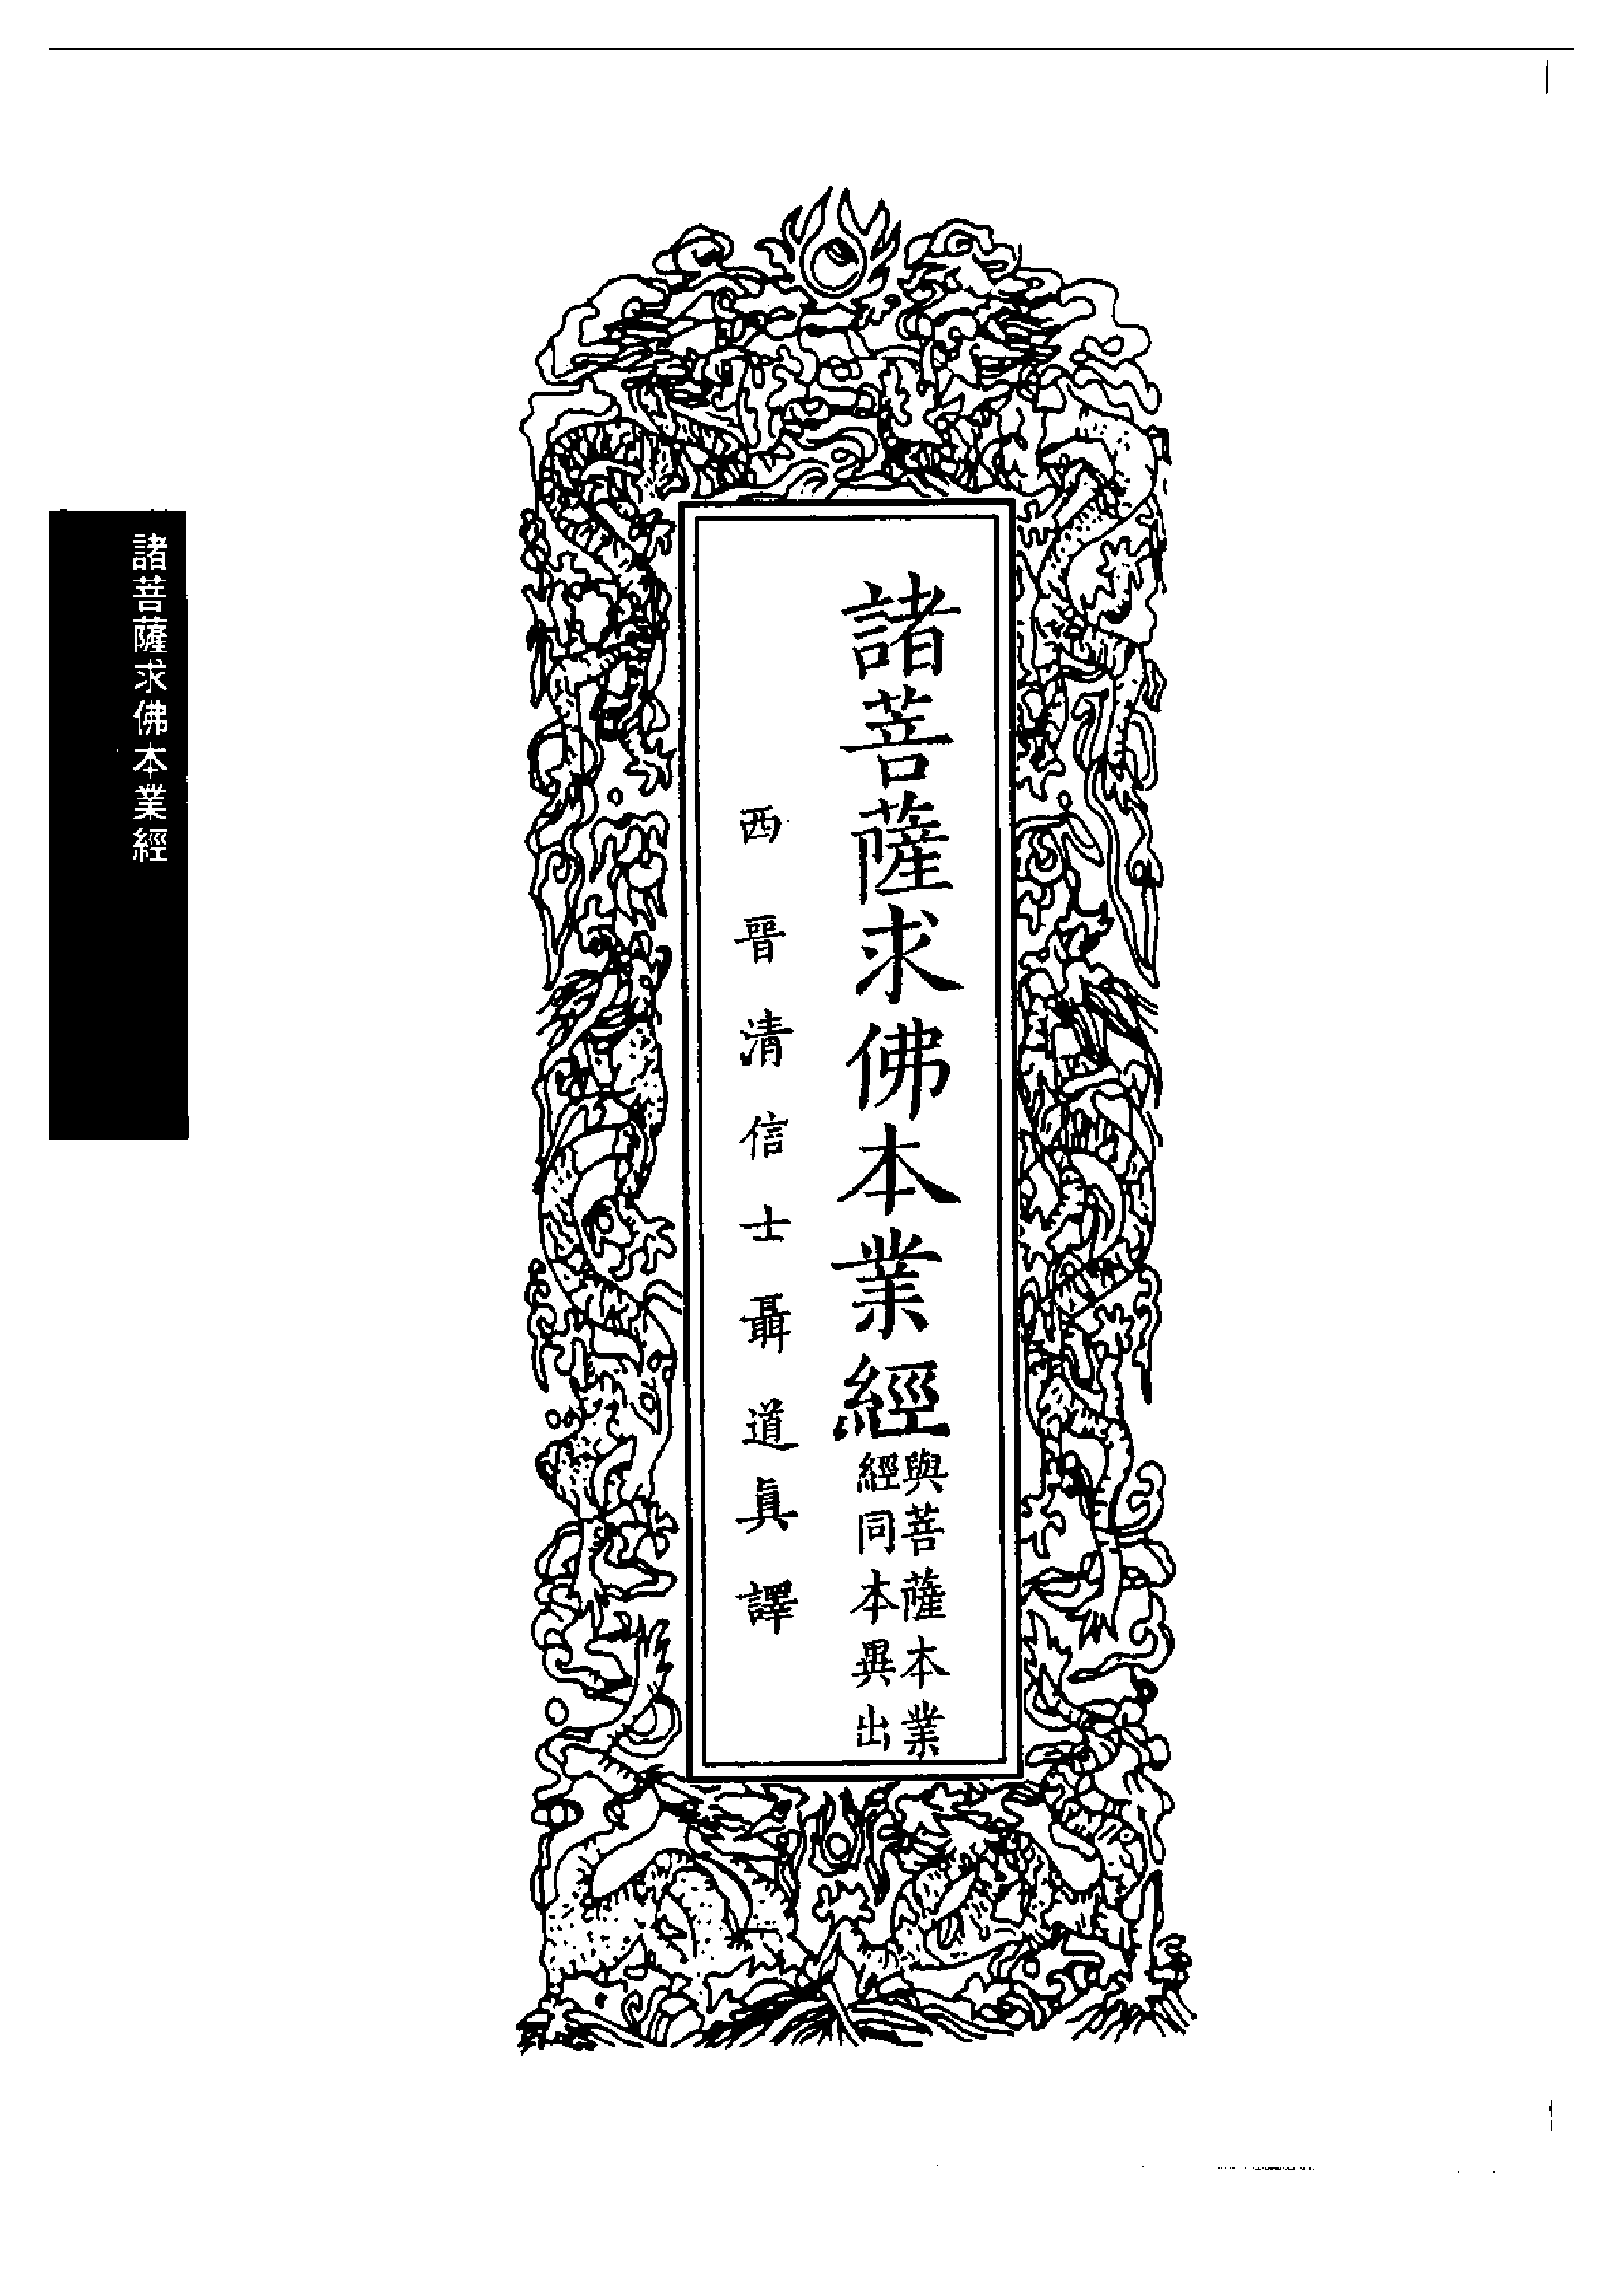 諸菩薩求佛本業經
與菩薩本業
經同本異出
西晉清信士聶道真譯
諸菩薩求佛本業經